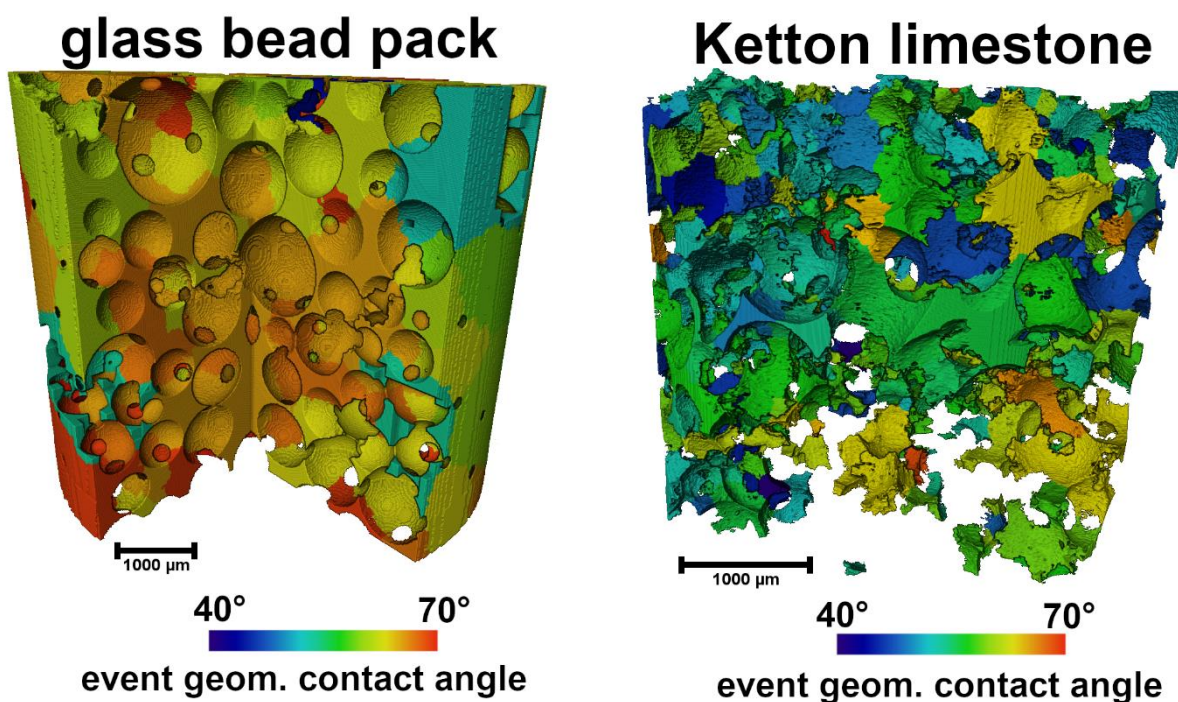 glass bead pack
Ketton limestone
1000 µm
1000 µm
40°
70°
event geom. contact angle
40°
70°
event geom. contact angle